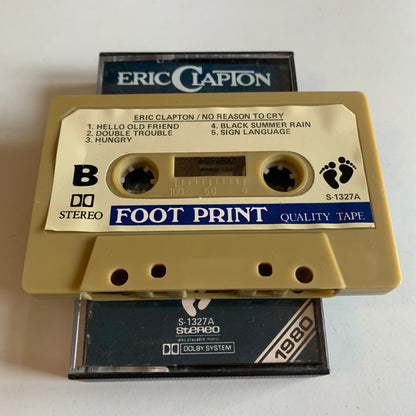 ERIC CLAPTON
ERIC CLAPTON / NO REASON TO CRY
1. HELLO OLD FRIEND
2. DOUBLE TROUBLE
3. HUNGRY
4. BLACK SUMMER RAIN
5. SIGN LANGUAGE
B
STEREO
100 50 0
S-1327A
FOOT PRINT QUALITY TAPE
S-1327A
stereo
DOLBY SYSTEM
1980